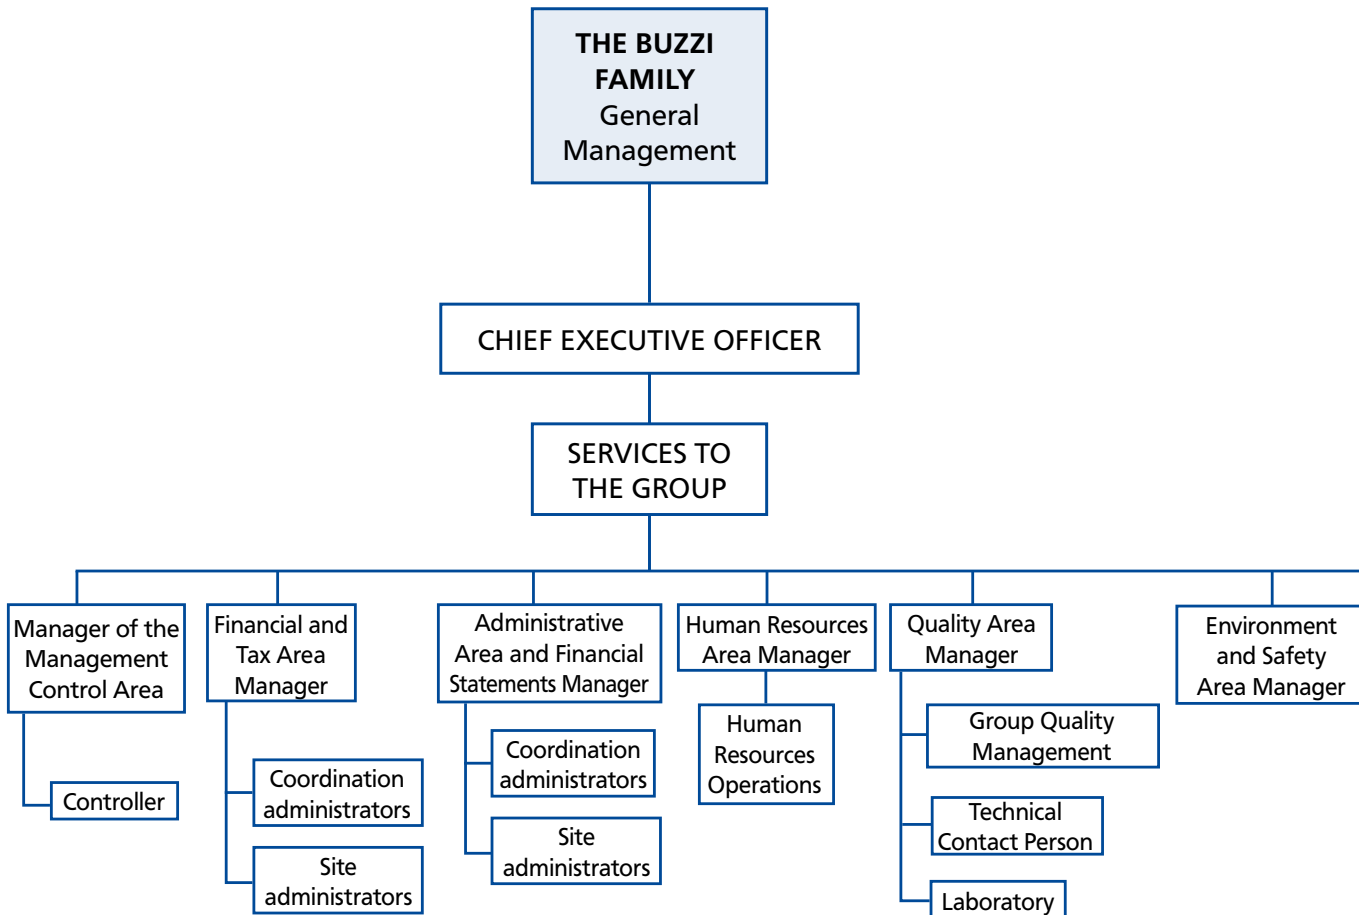 THE BUZZI
FAMILY
General
Management
CHIEF EXECUTIVE OFFICER
SERVICES TO
THE GROUP
Manager of the
Management
Control Area
Controller
Financial and
Tax Area
Manager
Coordination
administrators
Site
administrators
Administrative
Area and Financial
Statements Manager
Coordination
administrators
Site
administrators
Human Resources
Area Manager
Human
Resources
Operations
Quality Area
Manager
Group Quality
Management
Technical
Contact Person
Laboratory
Environment
and Safety
Area Manager